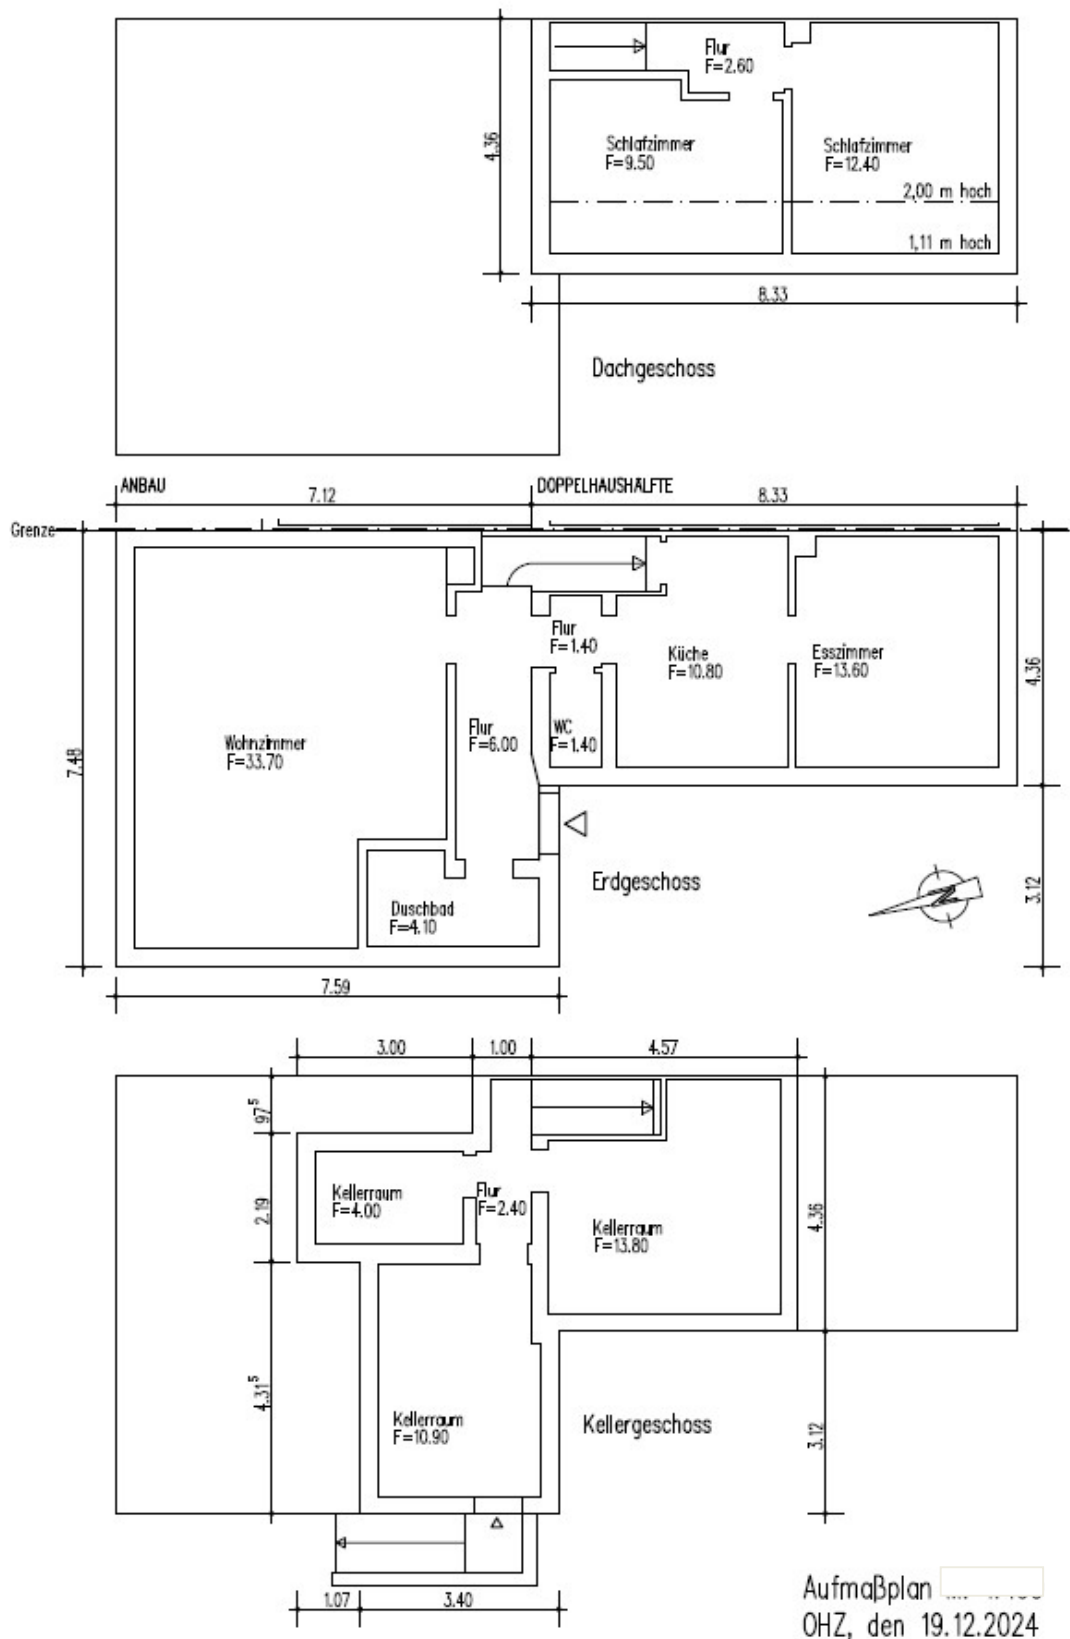 Flur
F=2.60
4.36
Schlafzimmer
F=9.50
Schlafzimmer
F=12.40
2,00 m hoch
1,11 m hoch
8.33
Dachgeschoss
ANBAU
7.12
DOPPELHAUSHÄLFTE
8.33
Grenze
Flur
F=1.40
Küche
F=10.80
Esszimmer
F=13.60
4.36
Wohnzimmer
F=33.70
Flur
F=6.00
WC
F=1.40
7.48
Erdgeschoss
N
3.12
Duschbad
F=4.10
7.59
3.00
1.00
4.57
97⁵
2.19
Kellerraum
F=4.00
Flur
F=2.40
Kellerraum
F=13.80
4.36
4.31⁵
Kellerraum
F=10.90
Kellergeschoss
3.12
1.07
3.40
Aufmaßplan
OHZ, den 19.12.2024